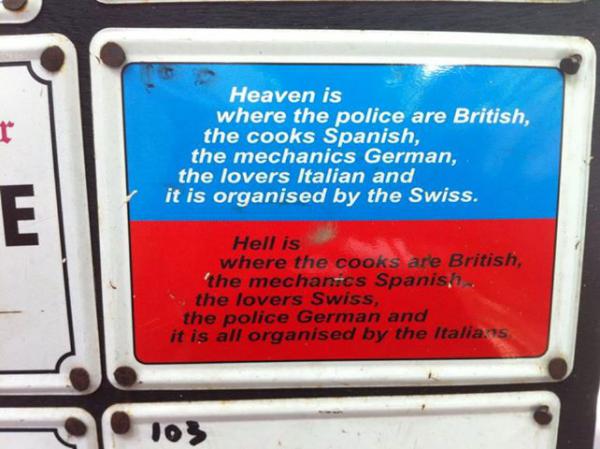 Heaven is
where the police are British,
the cooks Spanish,
the mechanics German,
the lovers Italian and
it is organised by the Swiss.
Hell is
where the cooks are British,
the mechanics Spanish,
the lovers Swiss,
the police German and
it is all organised by the Italians.
r
E
103